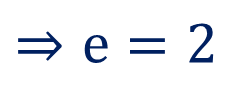 ⇒ e = 2